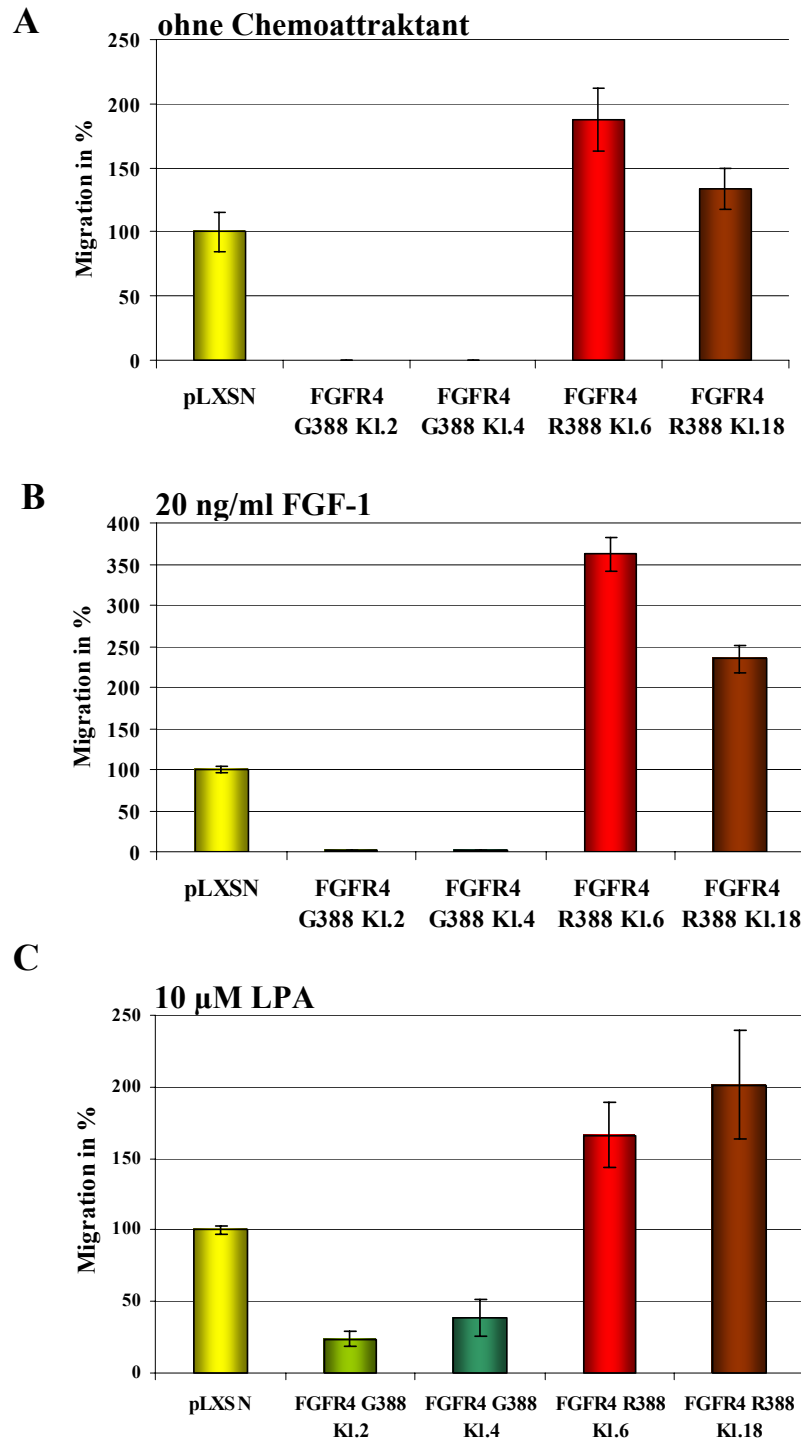 A
ohne Chemoattraktant
Migration in %
250
200
150
100
50
0
pLXSN
FGFR4
G388 Kl.2
FGFR4
G388 Kl.4
FGFR4
R388 Kl.6
FGFR4
R388 Kl.18
B
20 ng/ml FGF-1
Migration in %
400
350
300
250
200
150
100
50
0
pLXSN
FGFR4
G388 Kl.2
FGFR4
G388 Kl.4
FGFR4
R388 Kl.6
FGFR4
R388 Kl.18
C
10 µM LPA
Migration in %
250
200
150
100
50
0
pLXSN
FGFR4 G388
Kl.2
FGFR4 G388
Kl.4
FGFR4 R388
Kl.6
FGFR4 R388
Kl.18